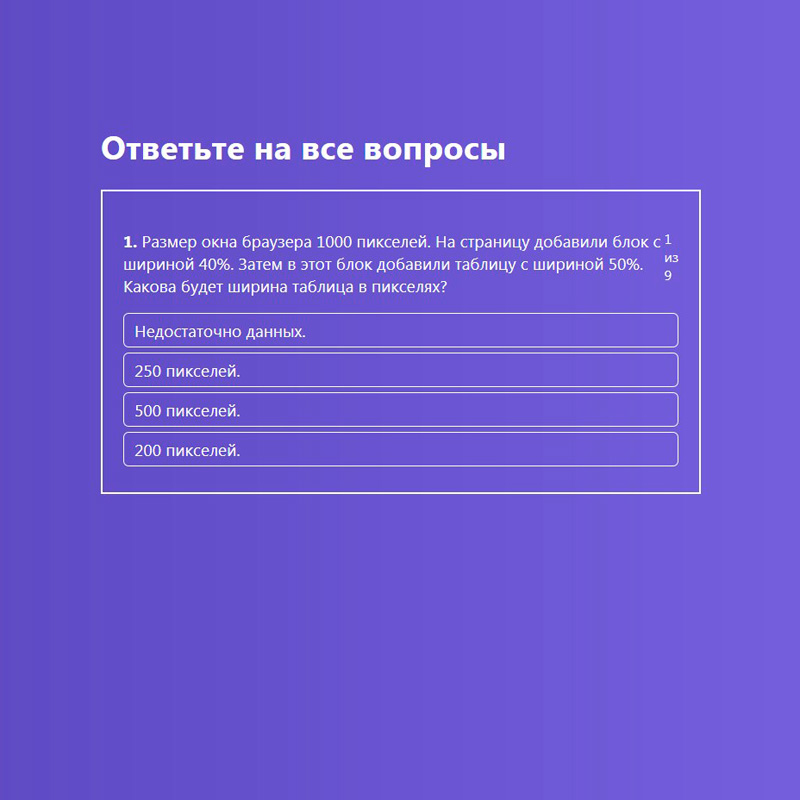 Ответьте на все вопросы
1. Размер окна браузера 1000 пикселей. На страницу добавили блок с
шириной 40%. Затем в этот блок добавили таблицу с шириной 50%.
Какова будет ширина таблица в пикселях?
1
из
9
Недостаточно данных.
250 пикселей.
500 пикселей.
200 пикселей.